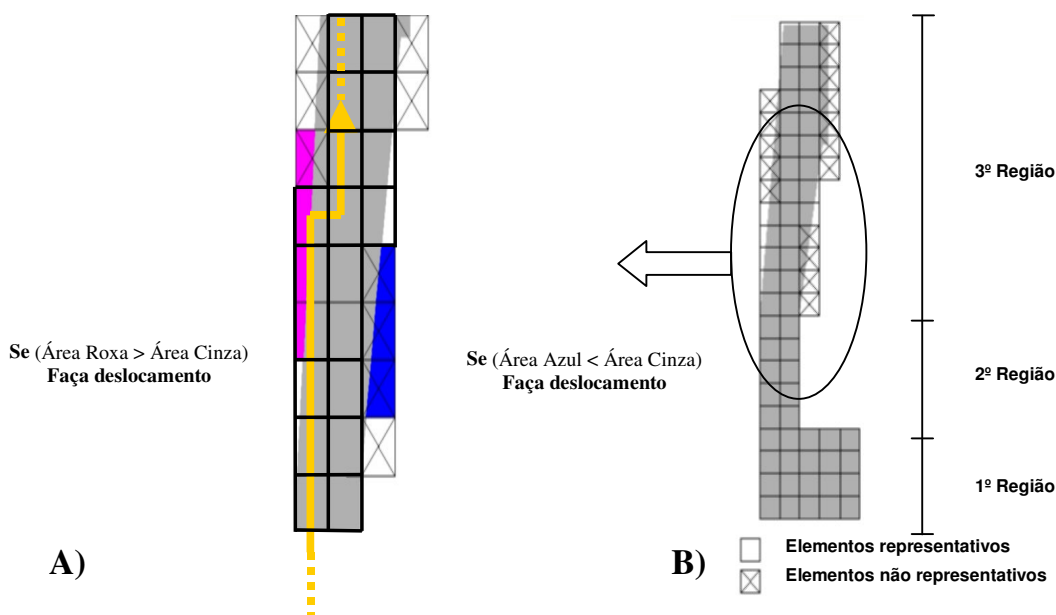 Se (Área Roxa > Área Cinza)
Faça deslocamento
A)
Se (Área Azul < Área Cinza)
Faça deslocamento
3º Região
2º Região
1º Região
B)
Elementos representativos
Elementos não representativos